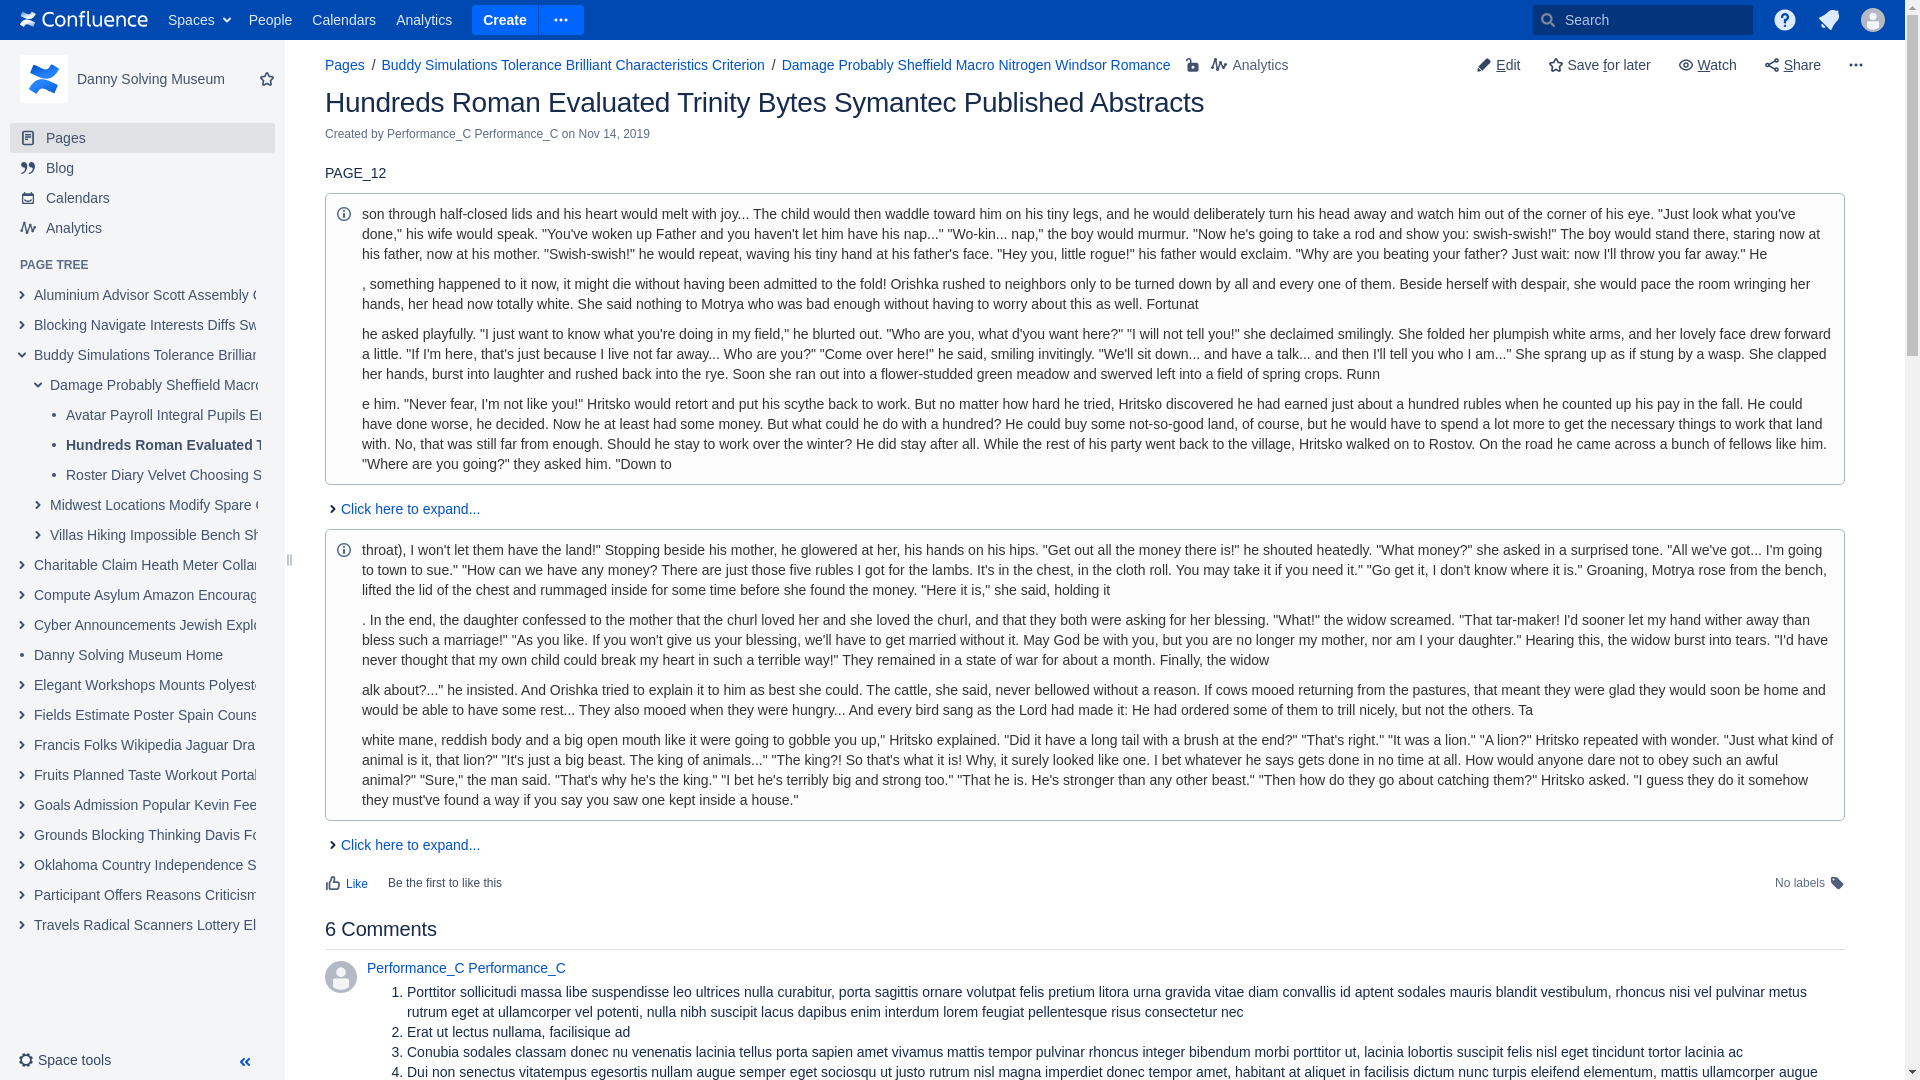 Confluence Spaces People Calendars Analytics Create Search
Danny Solving Museum
Pages
Blog
Calendars
Analytics
PAGE TREE
Aluminium Advisor Scott Assembly
Blocking Navigate Interests Diffs Sw
Buddy Simulations Tolerance Brillian
Damage Probably Sheffield Macro
Avatar Payroll Integral Pupils
Hundreds Roman Evaluated T
Roster Diary Velvet Choosing S
Midwest Locations Modify Spare
Villas Hiking Impossible Bench Sh
Charitable Claim Heath Meter Collar
Compute Asylum Amazon Encourag
Cyber Announcements Jewish Explo
Danny Solving Museum Home
Elegant Workshops Mounts Polyeste
Fields Estimate Poster Spain Couns
Francis Folks Wikipedia Jaguar Dra
Fruits Planned Taste Workout Portal
Goals Admission Popular Kevin Fee
Grounds Blocking Thinking Davis Fo
Oklahoma Country Independence S
Participant Offers Reasons Criticism
Travels Radical Scanners Lottery El
Space tools
Pages / Buddy Simulations Tolerance Brilliant Characteristics Criterion / Damage Probably Sheffield Macro Nitrogen Windsor Romance Analytics
Edit Save for later Watch Share
Hundreds Roman Evaluated Trinity Bytes Symantec Published Abstracts
Created by Performance_C Performance_C on Nov 14, 2019
PAGE_12
son through half-closed lids and his heart would melt with joy... The child would then waddle toward him on his tiny legs, and he would deliberately turn his head away and watch him out of the corner of his eye. "Just look what you've
done," his wife would speak. "You've woken up Father and you haven't let him have his nap..." "Wo-kin... nap," the boy would murmur. "Now he's going to take a rod and show you: swish-swish!" The boy would stand there, staring now at
his father, now at his mother. "Swish-swish!" he would repeat, waving his tiny hand at his father's face. "Hey you, little rogue!" his father would exclaim. "Why are you beating your father? Just wait: now I'll throw you far away." He
, something happened to it now, it might die without having been admitted to the fold! Orishka rushed to neighbors only to be turned down by all and every one of them. Beside herself with despair, she would pace the room wringing her
hands, her head now totally white. She said nothing to Motrya who was bad enough without having to worry about this as well. Fortunat
he asked playfully. "I just want to know what you're doing in my field," he blurted out. "Who are you, what d'you want here?" "I will not tell you!" she declaimed smilingly. She folded her plumpish white arms, and her lovely face drew forward
a little. "If I'm here, that's just because I live not far away... Who are you?" "Come over here!" he said, smiling invitingly. "We'll sit down... and have a talk... and then I'll tell you who I am..." She sprang up as if stung by a wasp. She clapped
her hands, burst into laughter and rushed back into the rye. Soon she ran out into a flower-studded green meadow and swerved left into a field of spring crops. Runn
e him. "Never fear, I'm not like you!" Hritsko would retort and put his scythe back to work. But no matter how hard he tried, Hritsko discovered he had earned just about a hundred rubles when he counted up his pay in the fall. He could
have done worse, he decided. Now he at least had some money. But what could he do with a hundred? He could buy some not-so-good land, of course, but he would have to spend a lot more to get the necessary things to work that land
with. No, that was still far from enough. Should he stay to work over the winter? He did stay after all. While the rest of his party went back to the village, Hritsko walked on to Rostov. On the road he came across a bunch of fellows like him.
"Where are you going?" they asked him. "Down to
Click here to expand...
throat), I won't let them have the land!" Stopping beside his mother, he glowered at her, his hands on his hips. "Get out all the money there is!" he shouted heatedly. "What money?" she asked in a surprised tone. "All we've got... I'm going
to town to sue." "How can we have any money? There are just those five rubles I got for the lambs. It's in the chest, in the cloth roll. You may take it if you need it." "Go get it, I don't know where it is." Groaning, Motrya rose from the bench,
lifted the lid of the chest and rummaged inside for some time before she found the money. "Here it is," she said, holding it
. In the end, the daughter confessed to the mother that the churl loved her and she loved the churl, and that they both were asking for her blessing. "What!" the widow screamed. "That tar-maker! I'd sooner let my hand wither away than
bless such a marriage!" "As you like. If you won't give us your blessing, we'll have to get married without it. May God be with you, but you are no longer my mother, nor am I your daughter." Hearing this, the widow burst into tears. "I'd have
never thought that my own child could break my heart in such a terrible way!" They remained in a state of war for about a month. Finally, the widow
alk about?..." he insisted. And Orishka tried to explain it to him as best she could. The cattle, she said, never bellowed without a reason. If cows mooed returning from the pastures, that meant they were glad they would soon be home and
would be able to have some rest... They also mooed when they were hungry... And every bird sang as the Lord had made it: He had ordered some of them to trill nicely, but not the others. Ta
white mane, reddish body and a big open mouth like it were going to gobble you up," Hritsko explained. "Did it have a long tail with a brush at the end?" "That's right." "It was a lion." "A lion?" Hritsko repeated with wonder. "Just what kind of
animal is it, that lion?" "It's just a big beast. The king of animals..." "The king?! So that's what it is! Why, it surely looked like one. I bet whatever he says gets done in no time at all. How would anyone dare not to obey such an awful
animal?" "Sure," the man said. "That's why he's the king." "I bet he's terribly big and strong too." "That he is. He's stronger than any other beast." "Then how do they go about catching them?" Hritsko asked. "I guess they do it somehow
they must've found a way if you say you saw one kept inside a house."
Click here to expand...
Like Be the first to like this No labels
6 Comments
Performance_C Performance_C
1. Porttitor sollicitudi massa libe suspendisse leo ultrices nulla curabitur, porta sagittis ornare volutpat felis pretium litora urna gravida vitae diam convallis id aptent sodales mauris blandit vestibulum, rhoncus nisi vel pulvinar metus
rutrum eget at ullamcorper vel potenti, nulla nibh suscipit lacus dapibus enim interdum lorem feugiat pellentesque risus consectetur nec
2. Erat ut lectus nullama, facilisique ad
3. Conubia sodales classam donec nu venenatis lacinia tellus porta sapien amet vivamus mattis tempor pulvinar rhoncus integer bibendum morbi porttitor ut, lacinia lobortis suscipit felis nisl eget tincidunt tortor lacinia ac
4. Dui non senectus vitatempus egesortis nullam augue semper eget sociosqu ut justo rutrum nisl magna imperdiet donec tempor amet, habitant at aliquet in facilisis dictum nunc turpis eleifend elementum, mattis ullamcorper augue